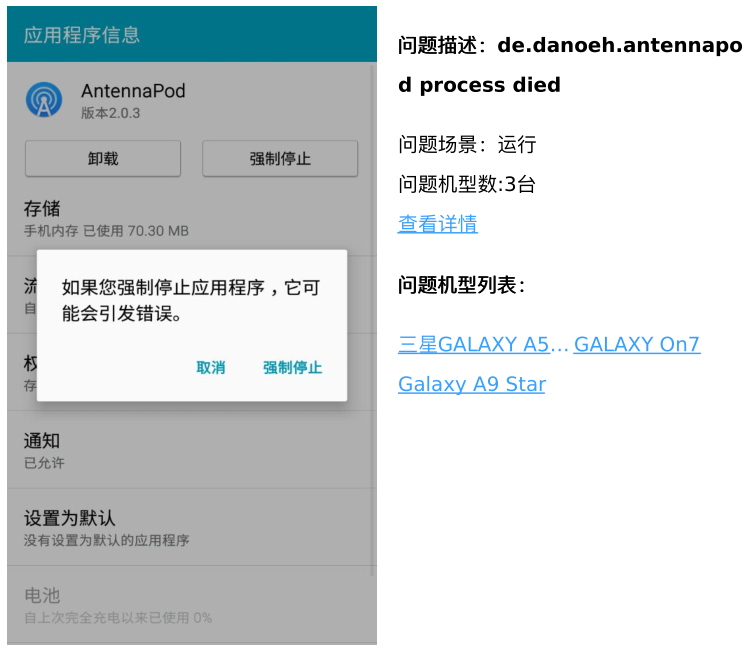 应用程序信息
AntennaPod
版本2.0.3
卸载
强制停止
存储
手机内存 已使用 70.30 MB
流
自
如果您强制停止应用程序，它可
能会引发错误。
取消
强制停止
权
存
通知
已允许
设置为默认
没有设置为默认的应用程序
电池
自上次完全充电以来已使用 0%
问题描述：de.danoeh.antennapo
d process died
问题场景：运行
问题机型数:3台
查看详情
问题机型列表：
三星GALAXY A5... GALAXY On7
Galaxy A9 Star